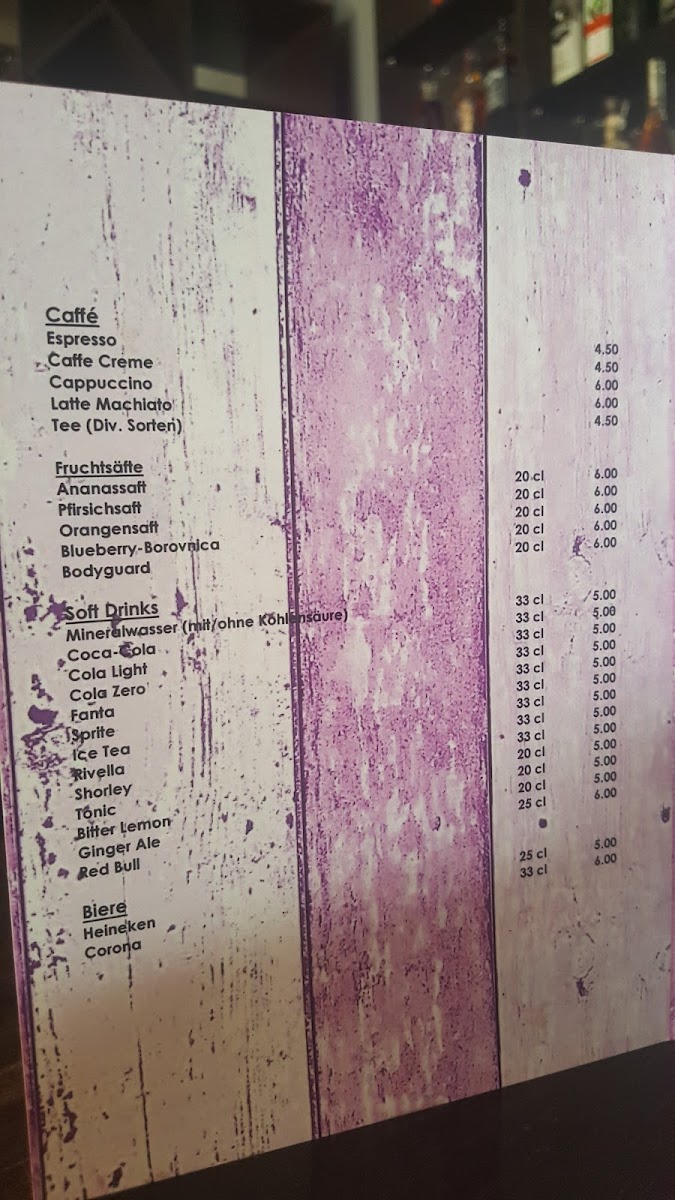 Caffé
Espresso 4.50
Caffe Creme 4.50
Cappuccino 6.00
Latte Machiato 6.00
Tee (Div. Sorten) 4.50
Fruchtsäfte
Ananassaft 20 cl 6.00
Pfirsichsaft 20 cl 6.00
Orangensaft 20 cl 6.00
Blueberry-Borovnica 20 cl 6.00
Bodyguard 20 cl 6.00
Soft Drinks
Mineralwasser (mit/ohne Kohlensäure) 33 cl 5.00
Coca-Cola 33 cl 5.00
Cola Light 33 cl 5.00
Cola Zero 33 cl 5.00
Fanta 33 cl 5.00
Sprite 33 cl 5.00
Ice Tea 33 cl 5.00
Rivella 33 cl 5.00
Shorley 33 cl 5.00
Tonic 20 cl 5.00
Bitter Lemon 20 cl 5.00
Ginger Ale 20 cl 5.00
Red Bull 25 cl 6.00
Biere
Heineken 25 cl 5.00
Corona 33 cl 6.00